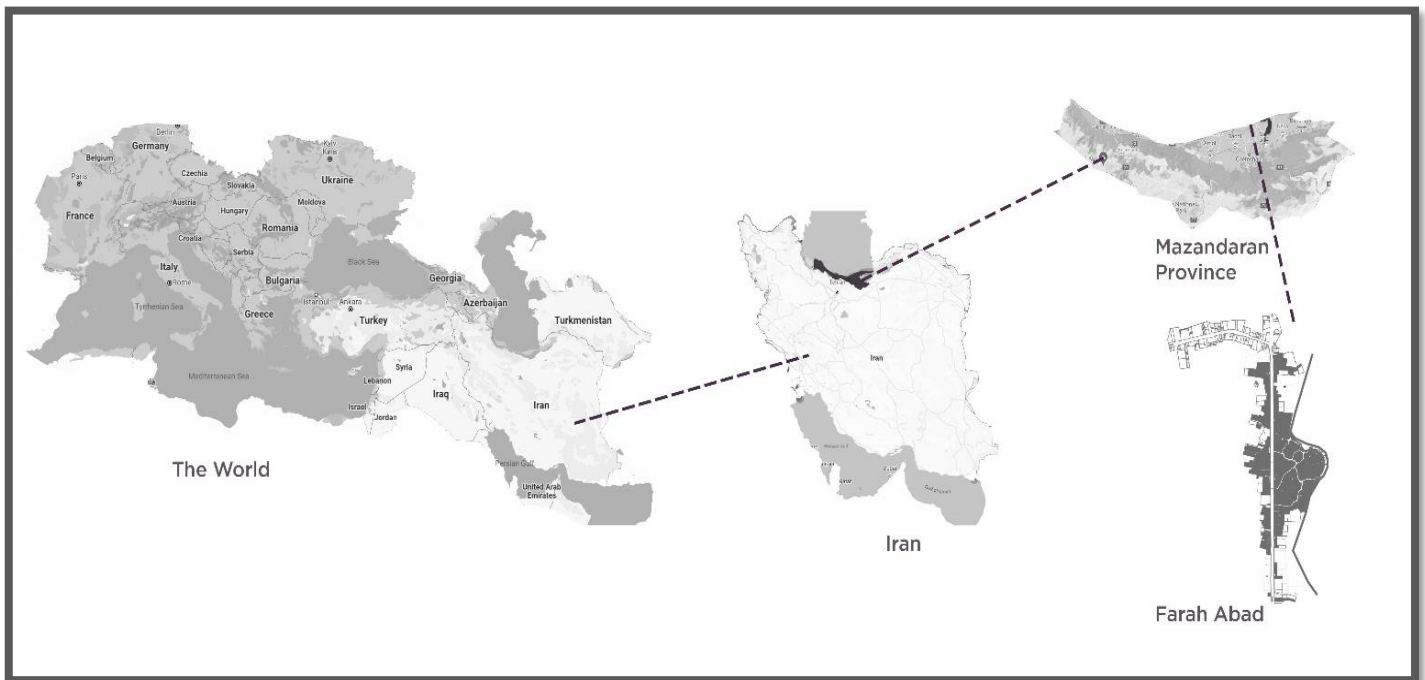 Berlin
Germany
Belgium
Paris
Czechia
Kyiv
Ukraine
Slovakia
France
Austria
Hungary
Moldova
Romania
Croatia
Serbia
Italy
Rome
Black Sea
Bulgaria
Georgia
Tyrrhenian Sea
Istanbul
Ankara
Azerbaijan
Greece
Turkey
Turkmenistan
Mediterranean Sea
Syria
Lebanon
Iraq
Iran
Israel
Jordan
Persian Gulf
United Arab
Emirates
The World
Iran
Iran
Mazandaran
Province
Farah Abad